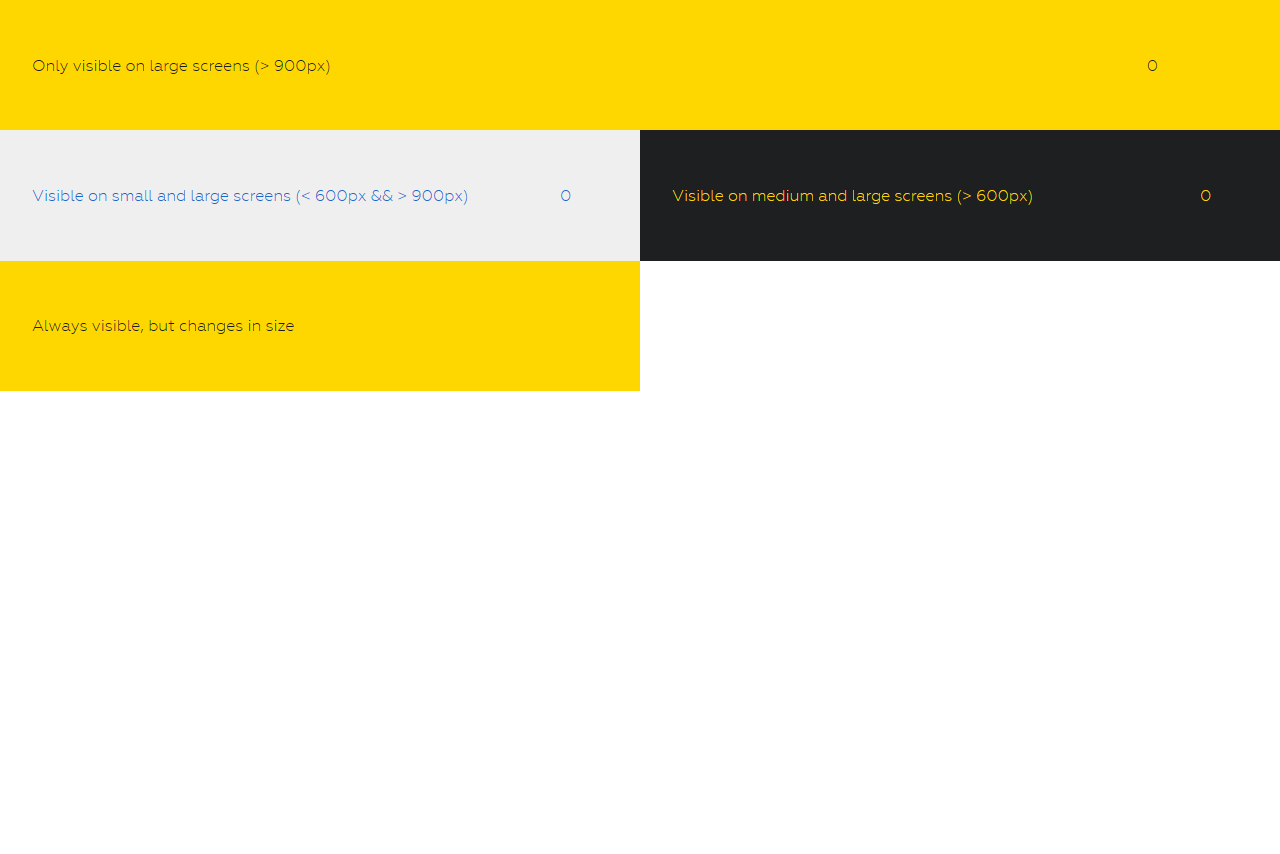 Only visible on large screens (> 900px) 0
Visible on small and large screens (< 600px && > 900px) 0
Visible on medium and large screens (> 600px) 0
Always visible, but changes in size